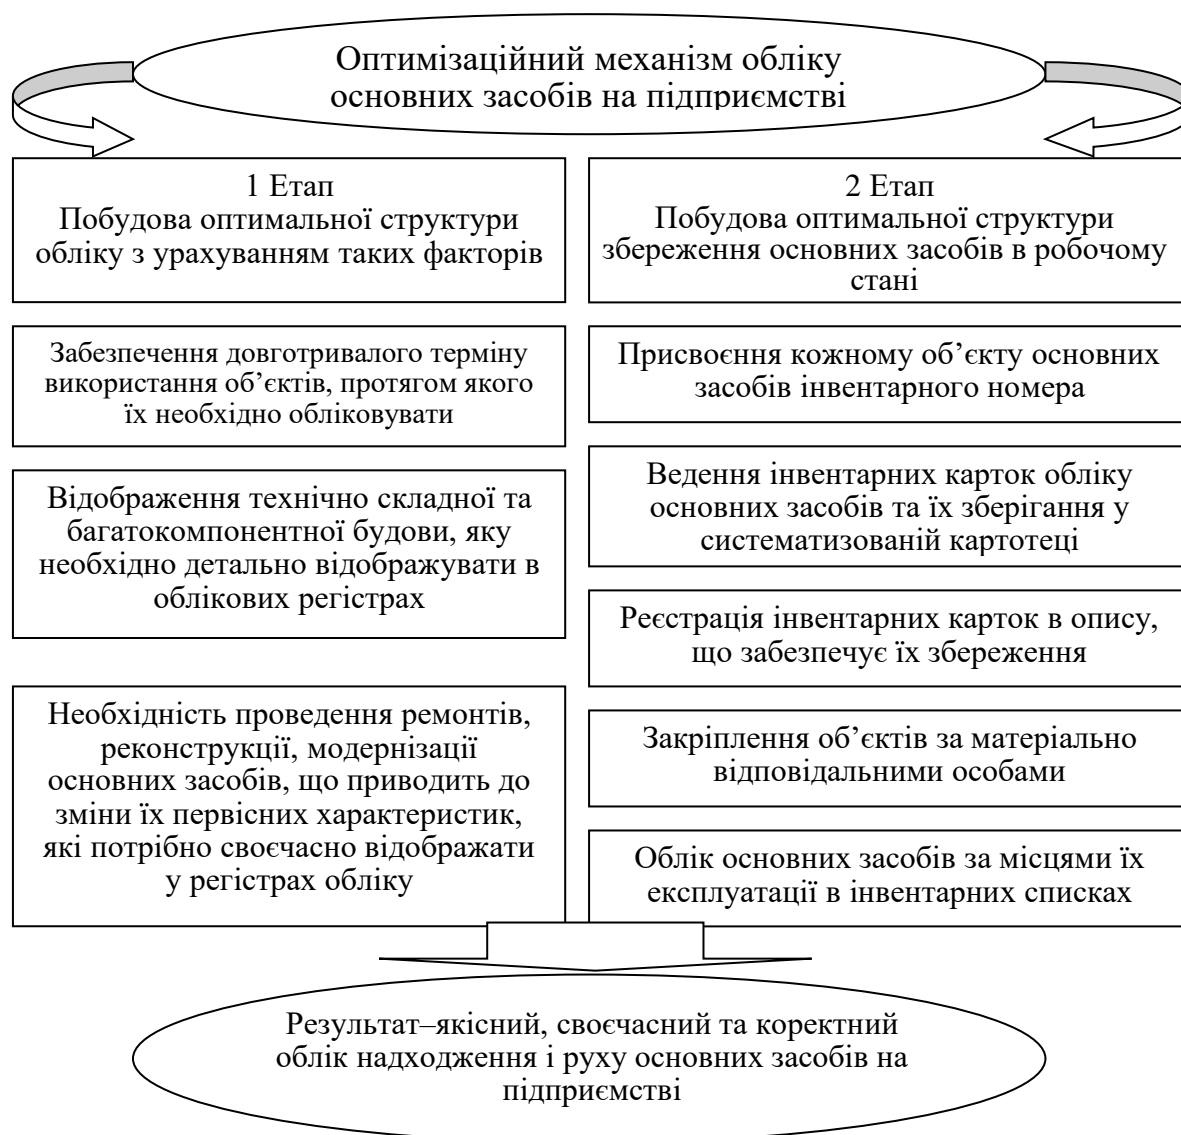 Оптимізаційний механізм обліку
основних засобів на підприємстві
1 Етап
Побудова оптимальної структури
обліку з урахуванням таких факторів
Забезпечення довготривалого терміну
використання об’єктів, протягом якого
їх необхідно обліковувати
Відображення технічно складної та
багатокомпонентної будови, яку
необхідно детально відображувати в
облікових регістрах
Необхідність проведення ремонтів,
реконструкції, модернізації
основних засобів, що приводить до
зміни їх первісних характеристик,
які потрібно своєчасно відображати
у регістрах обліку
2 Етап
Побудова оптимальної структури
збереження основних засобів в робочому
стані
Присвоєння кожному об’єкту основних
засобів інвентарного номера
Ведення інвентарних карток обліку
основних засобів та їх зберігання у
систематизованій картотеці
Реєстрація інвентарних карток в опису,
що забезпечує їх збереження
Закріплення об’єктів за матеріально
відповідальними особами
Облік основних засобів за місцями їх
експлуатації в інвентарних списках
Результат–якісний, своєчасний та коректний
облік надходження і руху основних засобів на
підприємстві